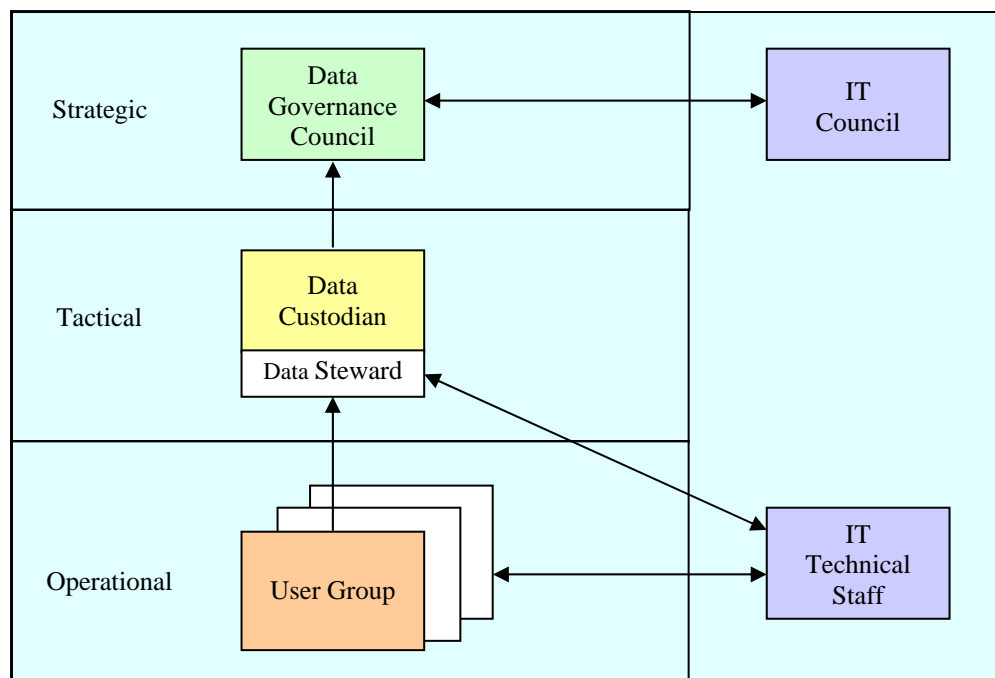 Strategic
Data
Governance
Council
IT
Council
Tactical
Data
Custodian
Data Steward
Operational
User Group
IT
Technical
Staff